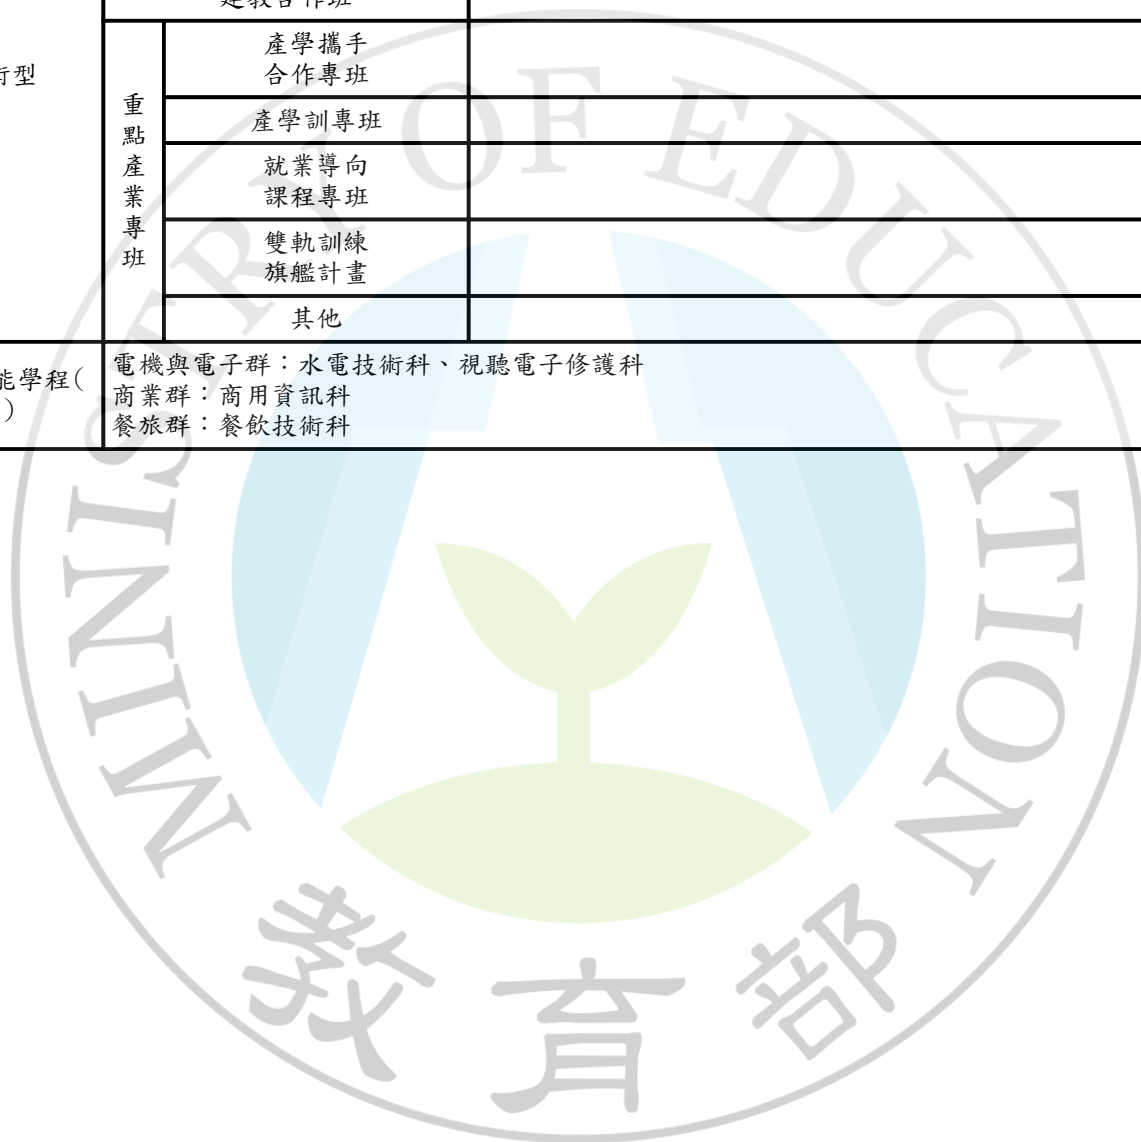 建教合作班
術型
重點產業專班
產學攜手
合作專班
產學訓專班
就業導向
課程專班
雙軌訓練
旗艦計畫
其他
能學程(
)
電機與電子群：水電技術科、視聽電子修護科
商業群：商用資訊科
餐旅群：餐飲技術科
MINISTRY OF EDUCATION
教育部